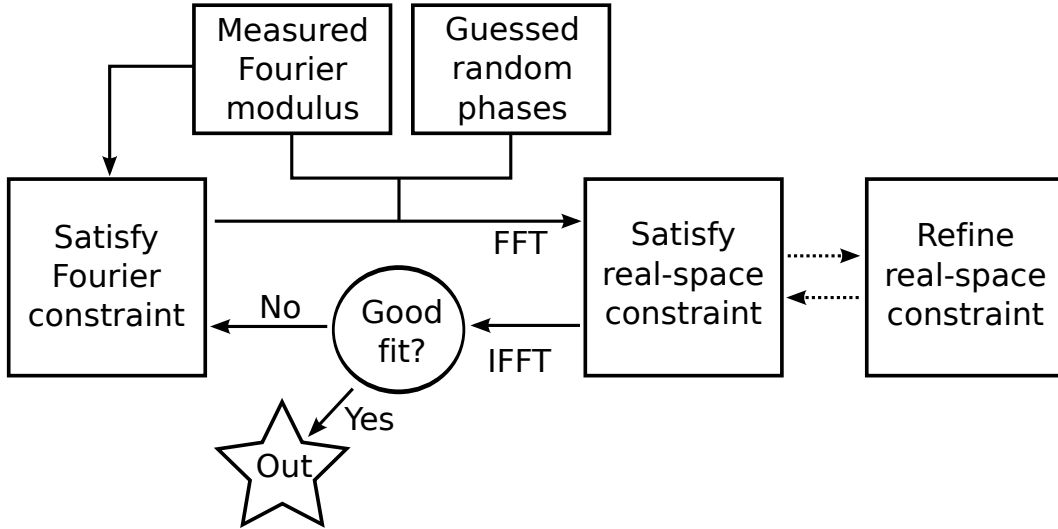 Measured
Fourier
modulus
Guessed
random
phases
Satisfy
Fourier
constraint
FFT
Satisfy
real-space
constraint
Refine
real-space
constraint
No
Good
fit?
IFFT
Yes
Out